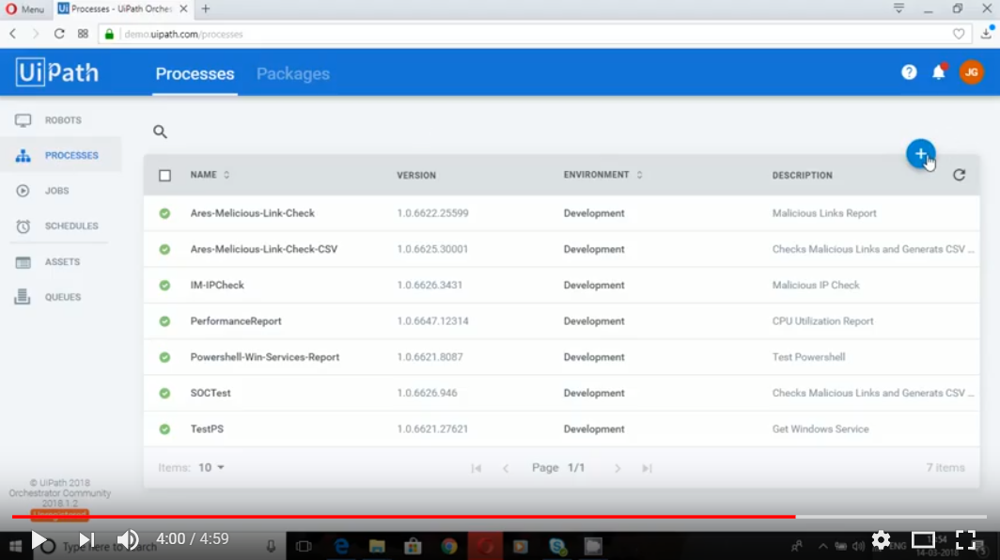 Menu Processes - UiPath Orches
demo.uipath.com/processes
UiPath Processes Packages JG
ROBOTS
PROCESSES
JOBS
SCHEDULES
ASSETS
QUEUES
NAME VERSION ENVIRONMENT DESCRIPTION
Ares-Melicious-Link-Check 1.0.6622.25599 Development Malicious Links Report
Ares-Melicious-Link-Check-CSV 1.0.6625.30001 Development Checks Malicious Links and Generats CSV ...
IM-IPCheck 1.0.6626.3431 Development Malicious IP Check
PerformanceReport 1.0.6647.12314 Development CPU Utilization Report
Powershell-Win-Services-Report 1.0.6621.8087 Development Test Powershell
SOCTest 1.0.6626.946 Development Checks Malicious Links and Generats CSV ...
TestPS 1.0.6621.27621 Development Get Windows Service
Items: 10 Page 1/1 7 items
© UiPath 2018
Orchestrator Community
2018.1.2
Type here to search
4:00 / 4:59
ENG
14-03-2018